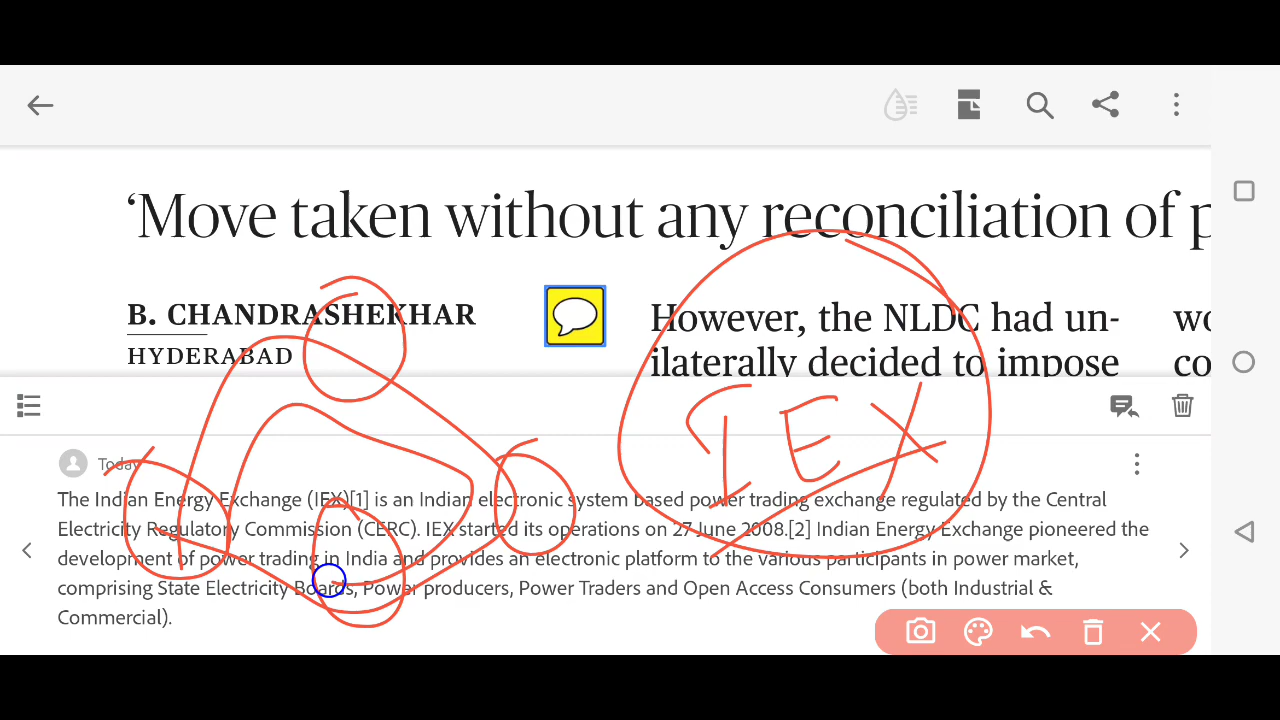 ‘Move taken without any reconciliation of p
B. CHANDRASHEKHAR
HYDERABAD
However, the NLDC had un-
ilaterally decided to impose
wo
co
IEX
Today
The Indian Energy Exchange (IEX)[1] is an Indian electronic system based power trading exchange regulated by the Central
Electricity Regulatory Commission (CERC). IEX started its operations on 27 June 2008.[2] Indian Energy Exchange pioneered the
development of power trading in India and provides an electronic platform to the various participants in power market,
comprising State Electricity Boards, Power producers, Power Traders and Open Access Consumers (both Industrial &
Commercial).